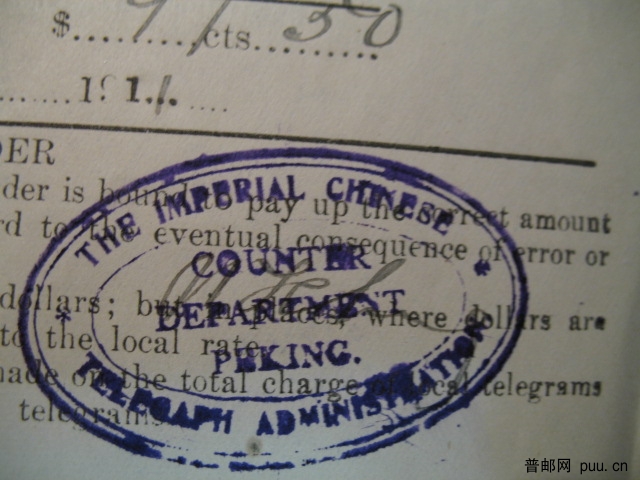 $.........cts..........50
191...
DER
der is bound to pay up the correct amount
rd to the eventual consequence of error or
dollars; but in places, where dollars are
to the local rate.
made on the total charge of local telegrams
telegrams
THE IMPERIAL CHINESE
COUNTER
DEPARTMENT
PEKING.
TELEGRAPH ADMINISTRATION
普邮网 puu.cn